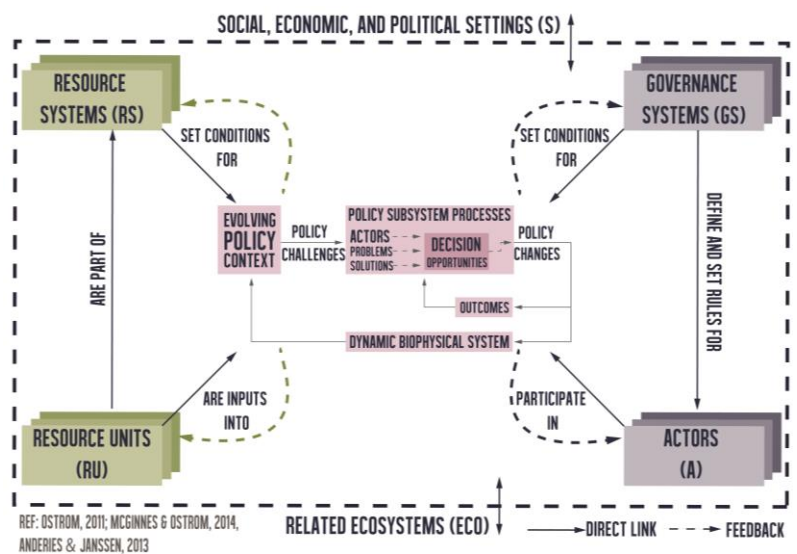 SOCIAL, ECONOMIC, AND POLITICAL SETTINGS (S)
RESOURCE
SYSTEMS (RS)
GOVERNANCE
SYSTEMS (GS)
SET CONDITIONS
FOR
SET CONDITIONS
FOR
EVOLVING
POLICY
CONTEXT
POLICY
CHALLENGES
POLICY SUBSYSTEM PROCESSES
ACTORS
PROBLEMS
SOLUTIONS
DECISION
OPPORTUNITIES
POLICY
CHANGES
OUTCOMES
DYNAMIC BIOPHYSICAL SYSTEM
ARE PART OF
DEFINE AND SET RULES FOR
ARE INPUTS
INTO
PARTICIPATE
IN
RESOURCE UNITS
(RU)
ACTORS
(A)
REF: OSTROM, 2011; MCGINNES & OSTROM, 2014,
ANDERIES & JANSSEN, 2013
RELATED ECOSYSTEMS (ECO)
DIRECT LINK
FEEDBACK